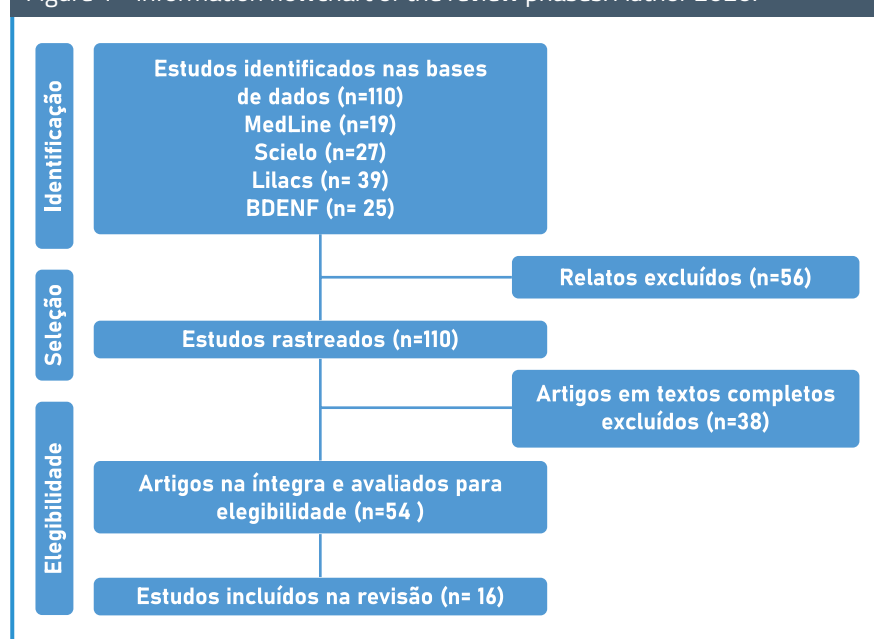 Identificação
Estudos identificados nas bases
de dados (n=110)
MedLine (n=19)
Scielo (n=27)
Lilacs (n= 39)
BDENF (n= 25)
Seleção
Relatos excluídos (n=56)
Estudos rastreados (n=110)
Elegibilidade
Artigos em textos completos
excluídos (n=38)
Artigos na íntegra e avaliados para
elegibilidade (n=54 )
Estudos incluídos na revisão (n= 16)